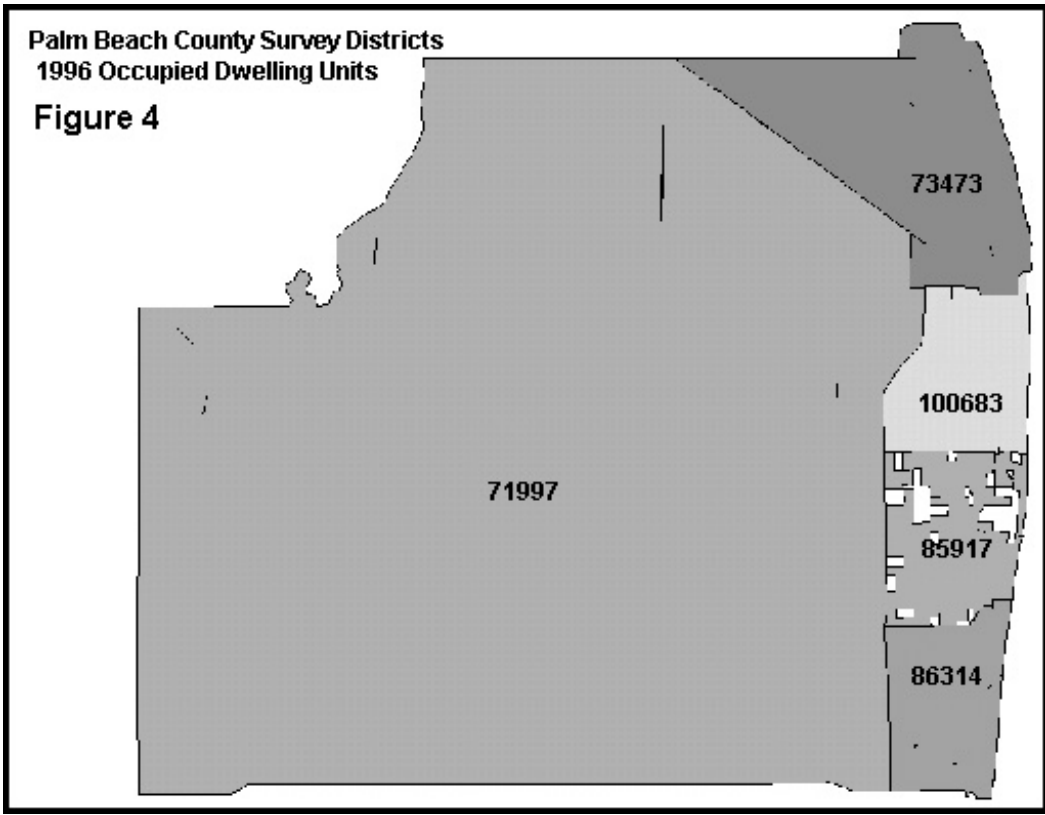 Palm Beach County Survey Districts
1996 Occupied Dwelling Units
Figure 4
73473
100683
71997
85917
86314